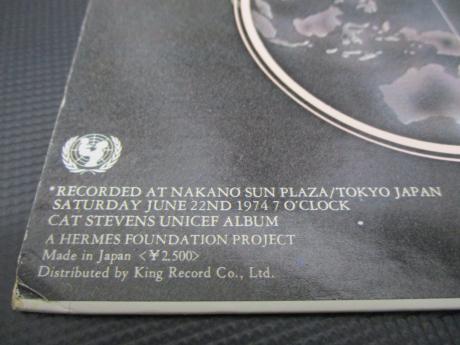 *RECORDED AT NAKANO SUN PLAZA/TOKYO JAPAN
SATURDAY JUNE 22ND 1974 7 O'CLOCK
CAT STEVENS UNICEF ALBUM
A HERMES FOUNDATION PROJECT
Made in Japan <¥2,500>
Distributed by King Record Co., Ltd.